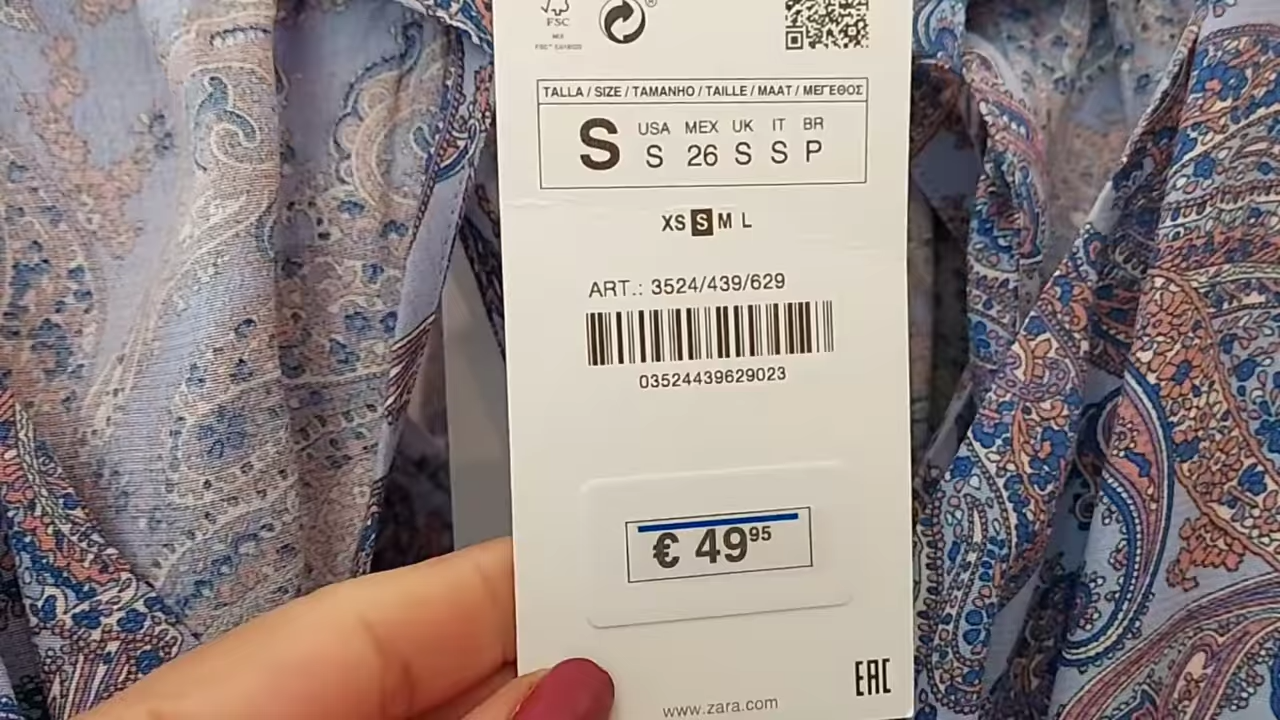 FSC
MIX
®
TALLA / SIZE / TAMANHO / TAILLE / MAAT / ΜΕΓΕΘΟΣ
S
USA MEX UK IT BR
S 26 S S P
XS S M L
ART.: 3524/439/629
03524439629023
€ 49 95
EAC
www.zara.com